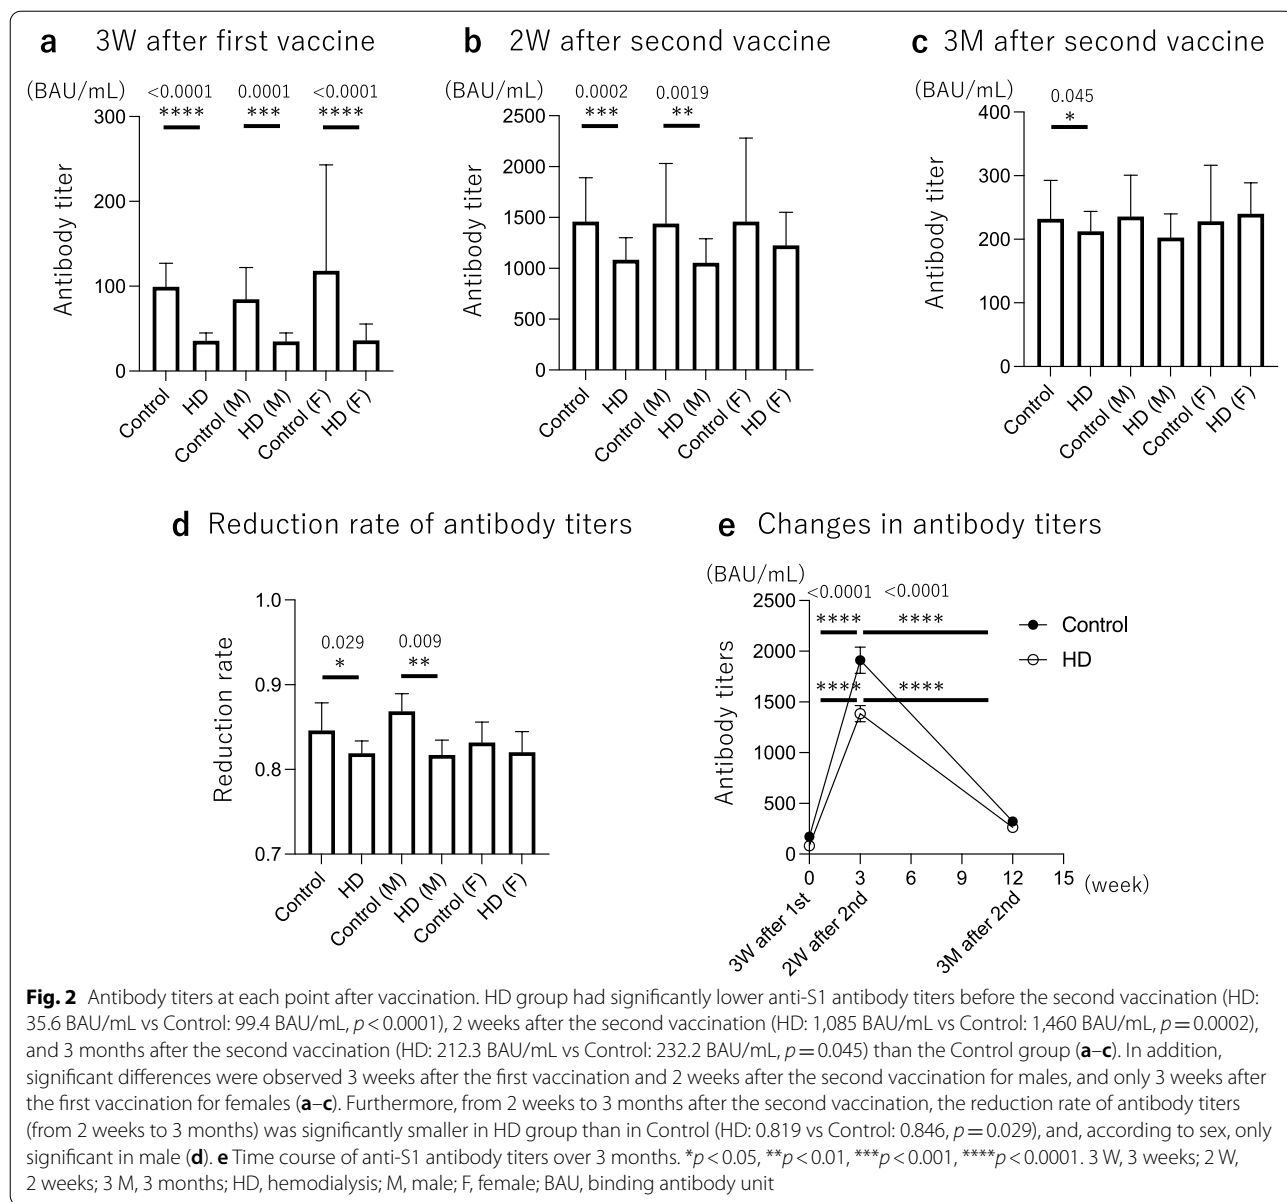 a 3W after first vaccine
(BAU/mL)
<0.0001 0.0001 <0.0001
**** *** ****
Antibody titer
300
200
100
0
Control HD Control (M) HD (M) Control (F) HD (F)
b 2W after second vaccine
(BAU/mL)
0.0002 0.0019
*** **
Antibody titer
2500
2000
1500
1000
500
0
Control HD Control (M) HD (M) Control (F) HD (F)
c 3M after second vaccine
(BAU/mL)
0.045
*
Antibody titer
400
300
200
100
0
Control HD Control (M) HD (M) Control (F) HD (F)
d Reduction rate of antibody titers
0.029 0.009
* **
Reduction rate
1.0
0.9
0.8
0.7
Control HD Control (M) HD (M) Control (F) HD (F)
e Changes in antibody titers
(BAU/mL)
<0.0001 <0.0001
**** ****
**** ****
Antibody titers
2500
2000
1500
1000
500
0
0 3 6 9 12 15 (week)
3W after 1st 2W after 2nd 3M after 2nd
Control
HD
Fig. 2 Antibody titers at each point after vaccination. HD group had significantly lower anti-S1 antibody titers before the second vaccination (HD:
35.6 BAU/mL vs Control: 99.4 BAU/mL, p < 0.0001), 2 weeks after the second vaccination (HD: 1,085 BAU/mL vs Control: 1,460 BAU/mL, p = 0.0002),
and 3 months after the second vaccination (HD: 212.3 BAU/mL vs Control: 232.2 BAU/mL, p = 0.045) than the Control group (a–c). In addition,
significant differences were observed 3 weeks after the first vaccination and 2 weeks after the second vaccination for males, and only 3 weeks after
the first vaccination for females (a–c). Furthermore, from 2 weeks to 3 months after the second vaccination, the reduction rate of antibody titers
(from 2 weeks to 3 months) was significantly smaller in HD group than in Control (HD: 0.819 vs Control: 0.846, p = 0.029), and, according to sex, only
significant in male (d). e Time course of anti-S1 antibody titers over 3 months. *p < 0.05, **p < 0.01, ***p < 0.001, ****p < 0.0001. 3 W, 3 weeks; 2 W,
2 weeks; 3 M, 3 months; HD, hemodialysis; M, male; F, female; BAU, binding antibody unit